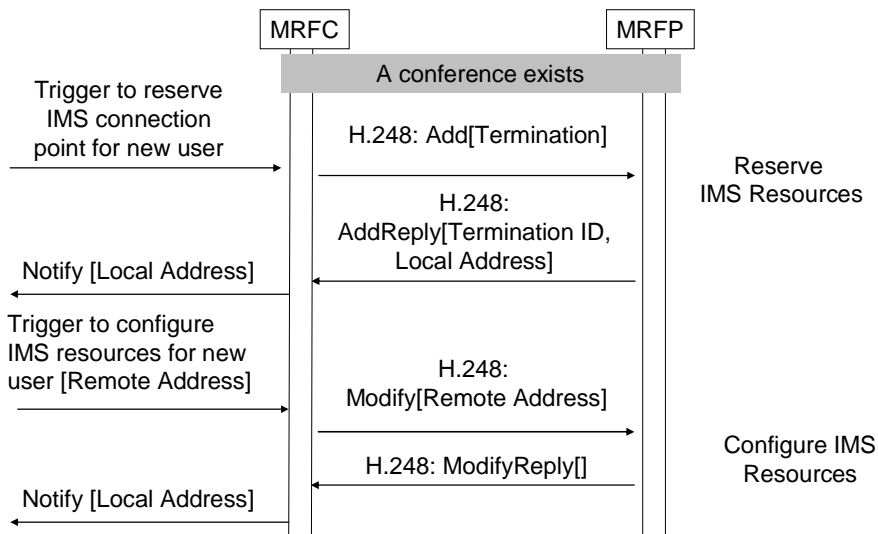 MRFC
MRFP
A conference exists
Trigger to reserve
IMS connection
point for new user
H.248: Add[Termination]
Reserve
IMS Resources
H.248:
AddReply[Termination ID,
Local Address]
Notify [Local Address]
Trigger to configure
IMS resources for new
user [Remote Address]
H.248:
Modify[Remote Address]
Configure IMS
Resources
H.248: ModifyReply[]
Notify [Local Address]